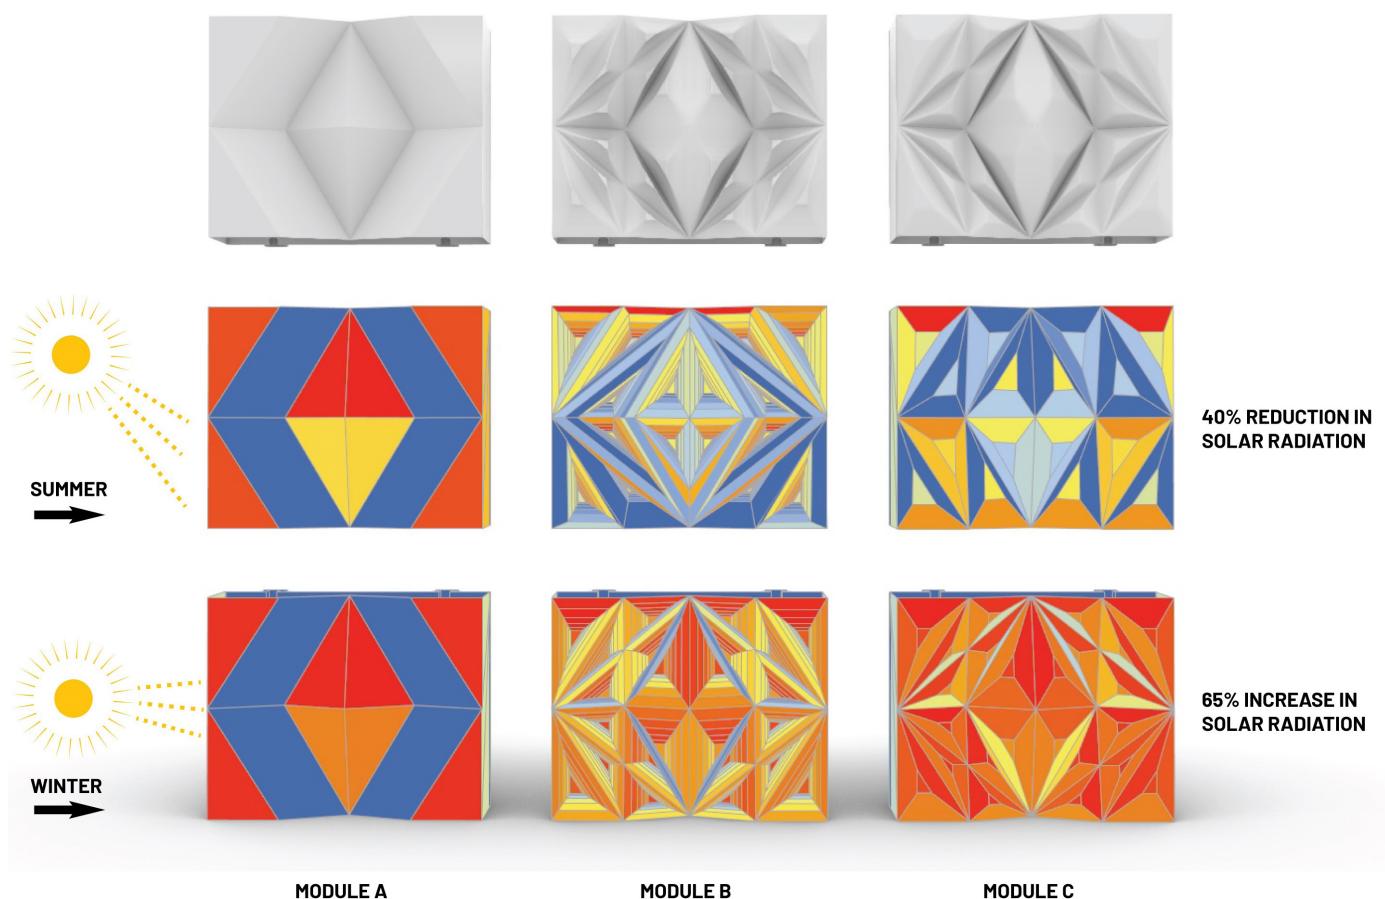 SUMMER
40% REDUCTION IN
SOLAR RADIATION
WINTER
65% INCREASE IN
SOLAR RADIATION
MODULE A
MODULE B
MODULE C